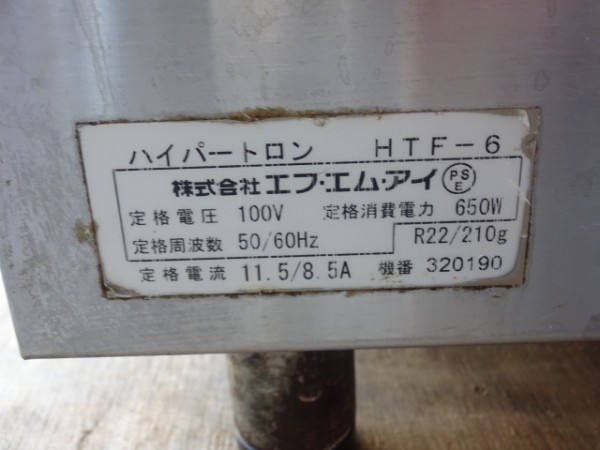 ハイパートロン HTF-6
株式会社エフ・エム・アイ PSE
定格電圧 100V 定格消費電力 650W
定格周波数 50/60Hz R22/210g
定格電流 11.5/8.5A 機番 320190